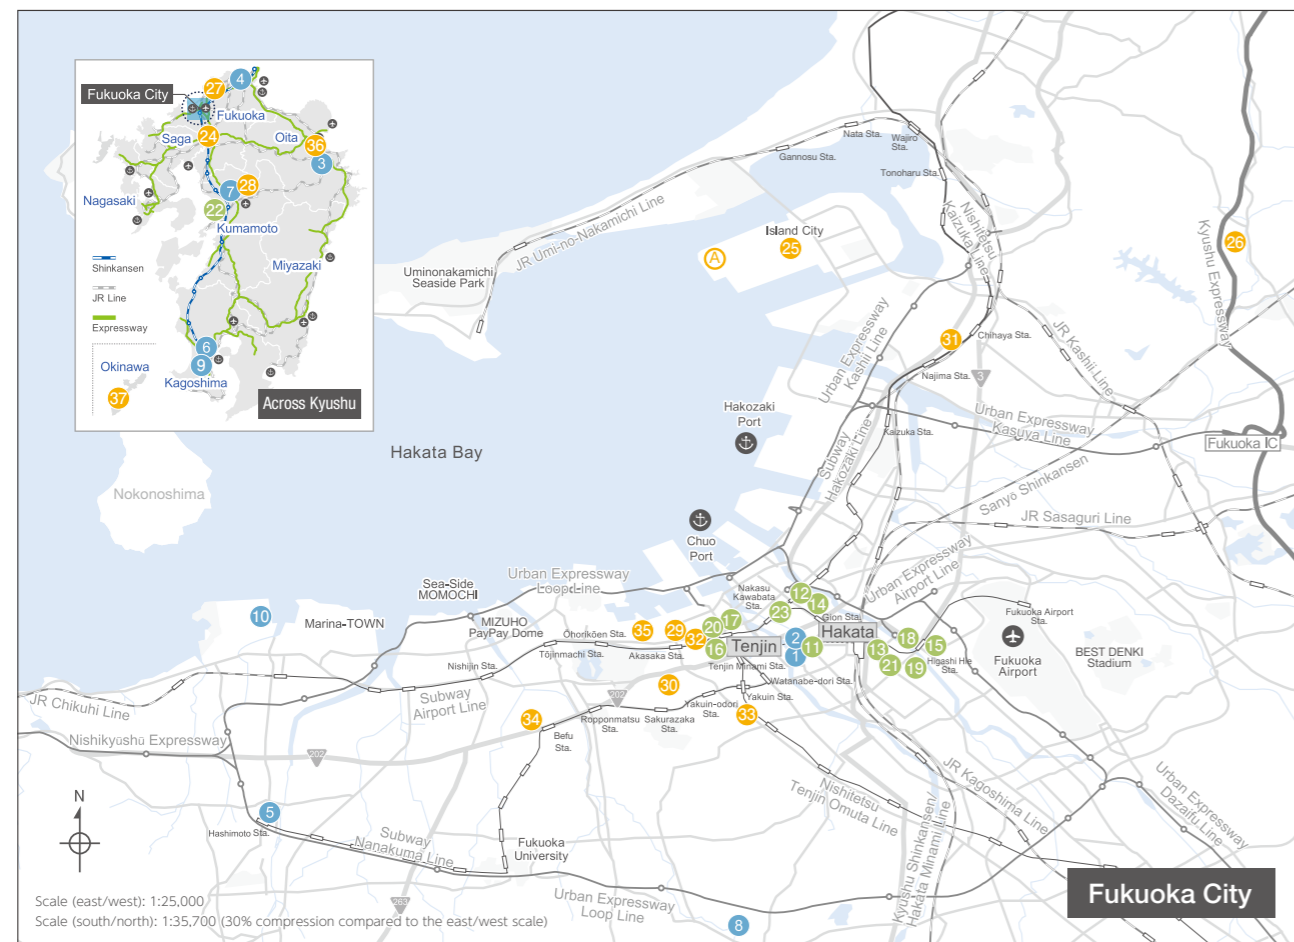 Fukuoka City
27
4
Fukuoka
Saga
24
Oita
36
3
Nagasaki
7
28
22
Kumamoto
Miyazaki
Shinkansen
JR Line
Expressway
6
9
Kagoshima
Okinawa
37
Across Kyushu
Nata Sta.
Wajiro
Sta.
Gannosu Sta.
Tonoharu Sta.
JR Umi-no-Nakamichi Line
Nishitetsu
Kaizuka Line
Island City
25
A
26
Kyushu Expressway
Uminonakamichi
Seaside Park
31
Chihaya Sta.
JR Kashii Line
Urban Expressway
Kashii Line
Najima Sta.
3
Hakozaki
Port
Urban Expressway
Kasuya Line
Kaizuka Sta.
Fukuoka IC
Subway
Hakozaki Line
Hakata Bay
Nokonoshima
Sanyō Shinkansen
JR Sasaguri Line
Chuo
Port
Urban Expressway
Airport Line
Urban Expressway
Loop Line
Sea-Side
MOMOCHI
10
Marina-TOWN
MIZUHO
PayPay Dome
Nakasu
Kawabata
Sta.
12
14
23
Gion Sta.
Fukuoka Airport
Sta.
Fukuoka
Airport
BEST DENKI
Stadium
Ōhorikōen Sta.
35
29
32
20
17
16
Tenjin
2
1
11
Hakata
13
18
15
21
19
Higashi Hie
Sta.
Nishijin Sta.
Tōjinmachi Sta.
Akasaka Sta.
Tenjin Minami Sta.
Watanabe-dori Sta.
30
202
Yakuin Sta.
Yakuin-odori
Sta.
33
JR Chikuhi Line
Subway
Airport Line
34
Befu
Sta.
Ropponmatsu
Sta.
Sakurazaka
Sta.
Nishikyūshū Expressway
202
Nishitetsu
Tenjin Omuta Line
JR Kagoshima Line
Urban Expressway
Dazaifu Line
N
5
Hashimoto Sta.
Subway
Nanakuma Line
Fukuoka
University
Kyushu Shinkansen
Hakata Minami Line
Urban Expressway
Loop Line
263
8
Scale (east/west): 1:25,000
Scale (south/north): 1:35,700 (30% compression compared to the east/west scale)
Fukuoka City